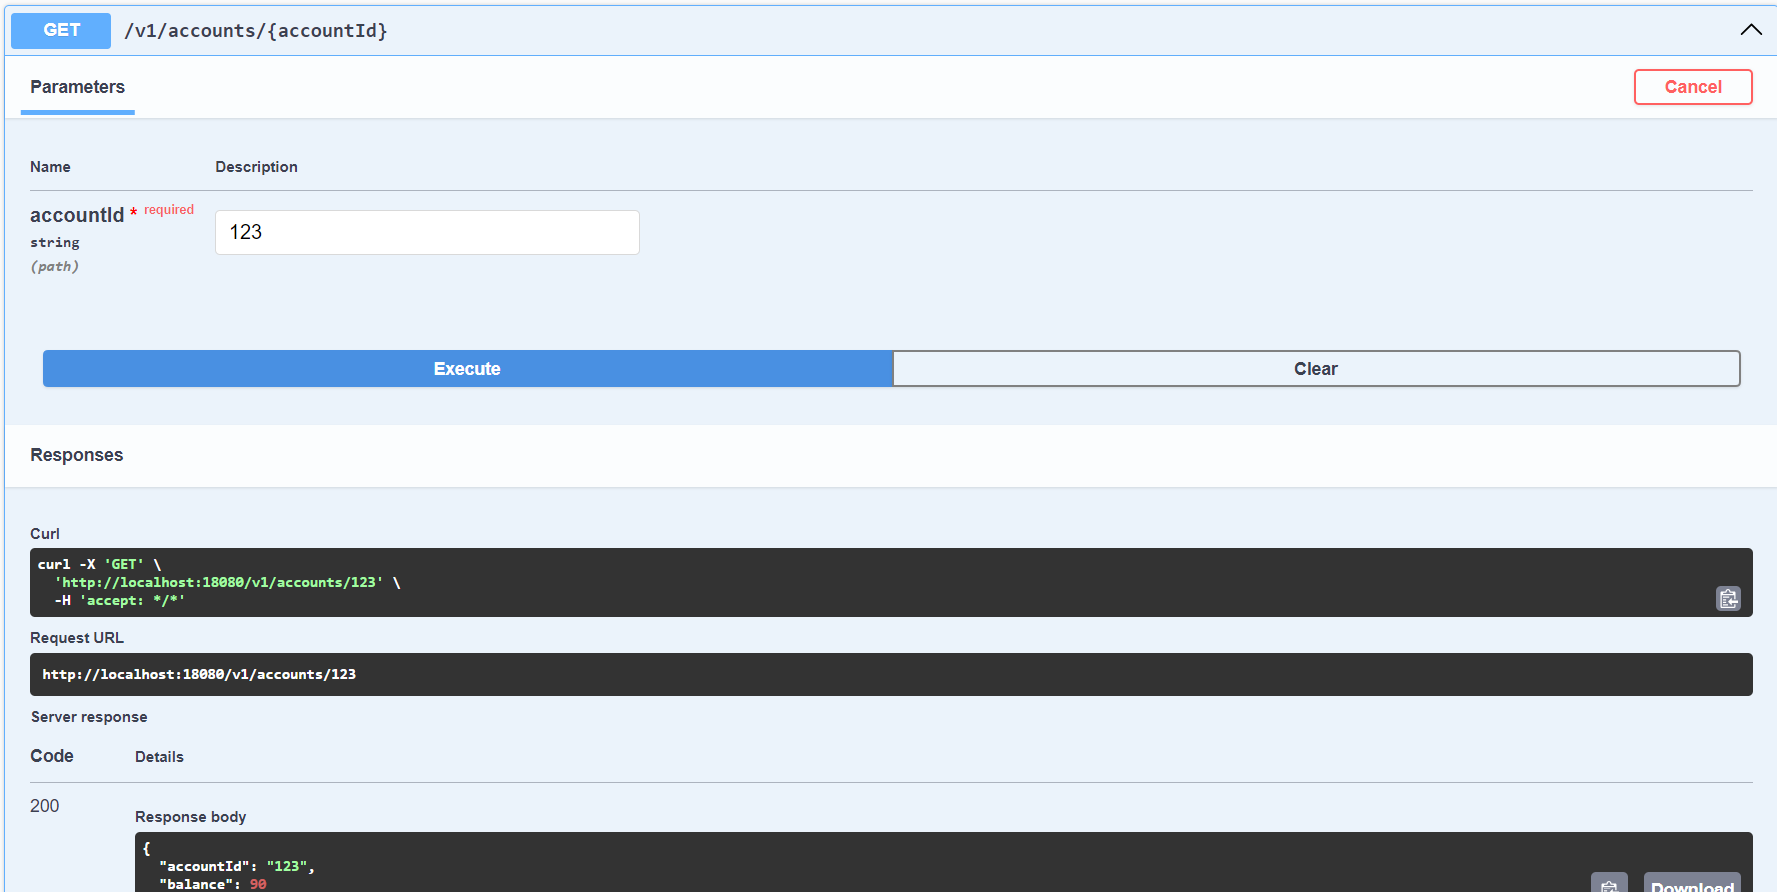 GET /v1/accounts/{accountId}
Parameters
Cancel
Name Description
accountId * required
string
(path)
123
Execute Clear
Responses
Curl
curl -X 'GET' \
  'http://localhost:18080/v1/accounts/123' \
  -H 'accept: */*'
Request URL
http://localhost:18080/v1/accounts/123
Server response
Code Details
200
Response body
{
  "accountId": "123",
  "balance": 90
Download